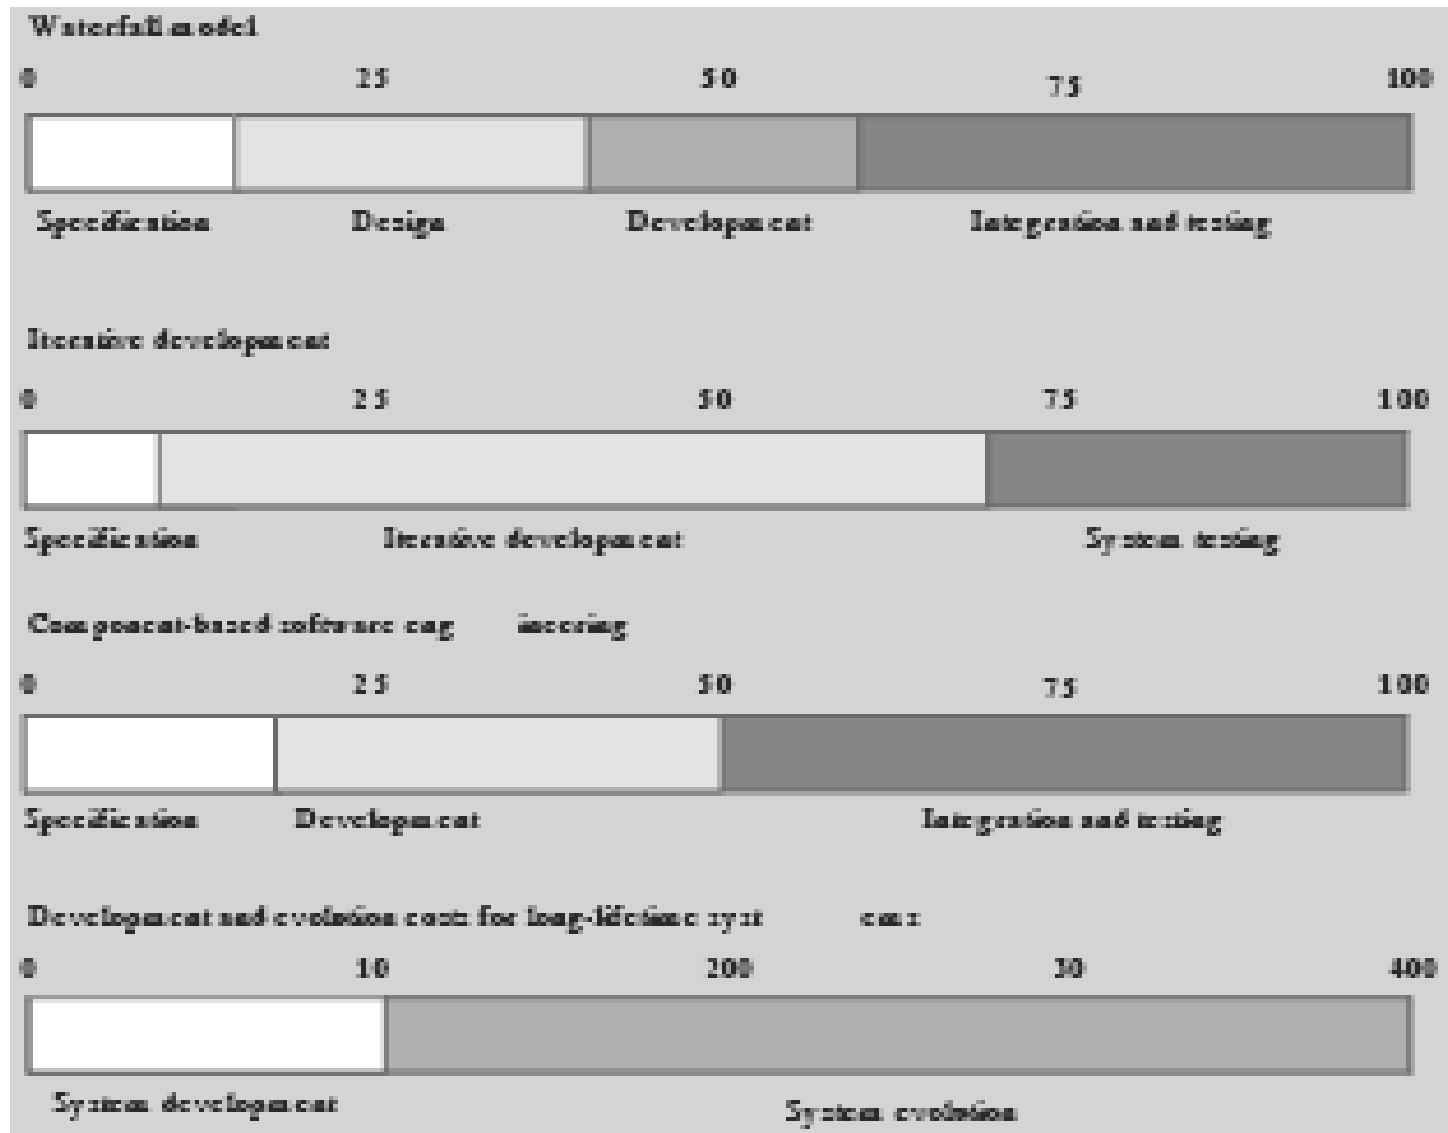 Waterfall model
0 25 50 75 100
Specification Design Development Integration and testing
Iterative development
0 25 50 75 100
Specification Iterative development System testing
Component-based software eng ineering
0 25 50 75 100
Specification Development Integration and testing
Development and evolution costs for long-lifetime syst ems
0 10 200 30 400
System development System evolution